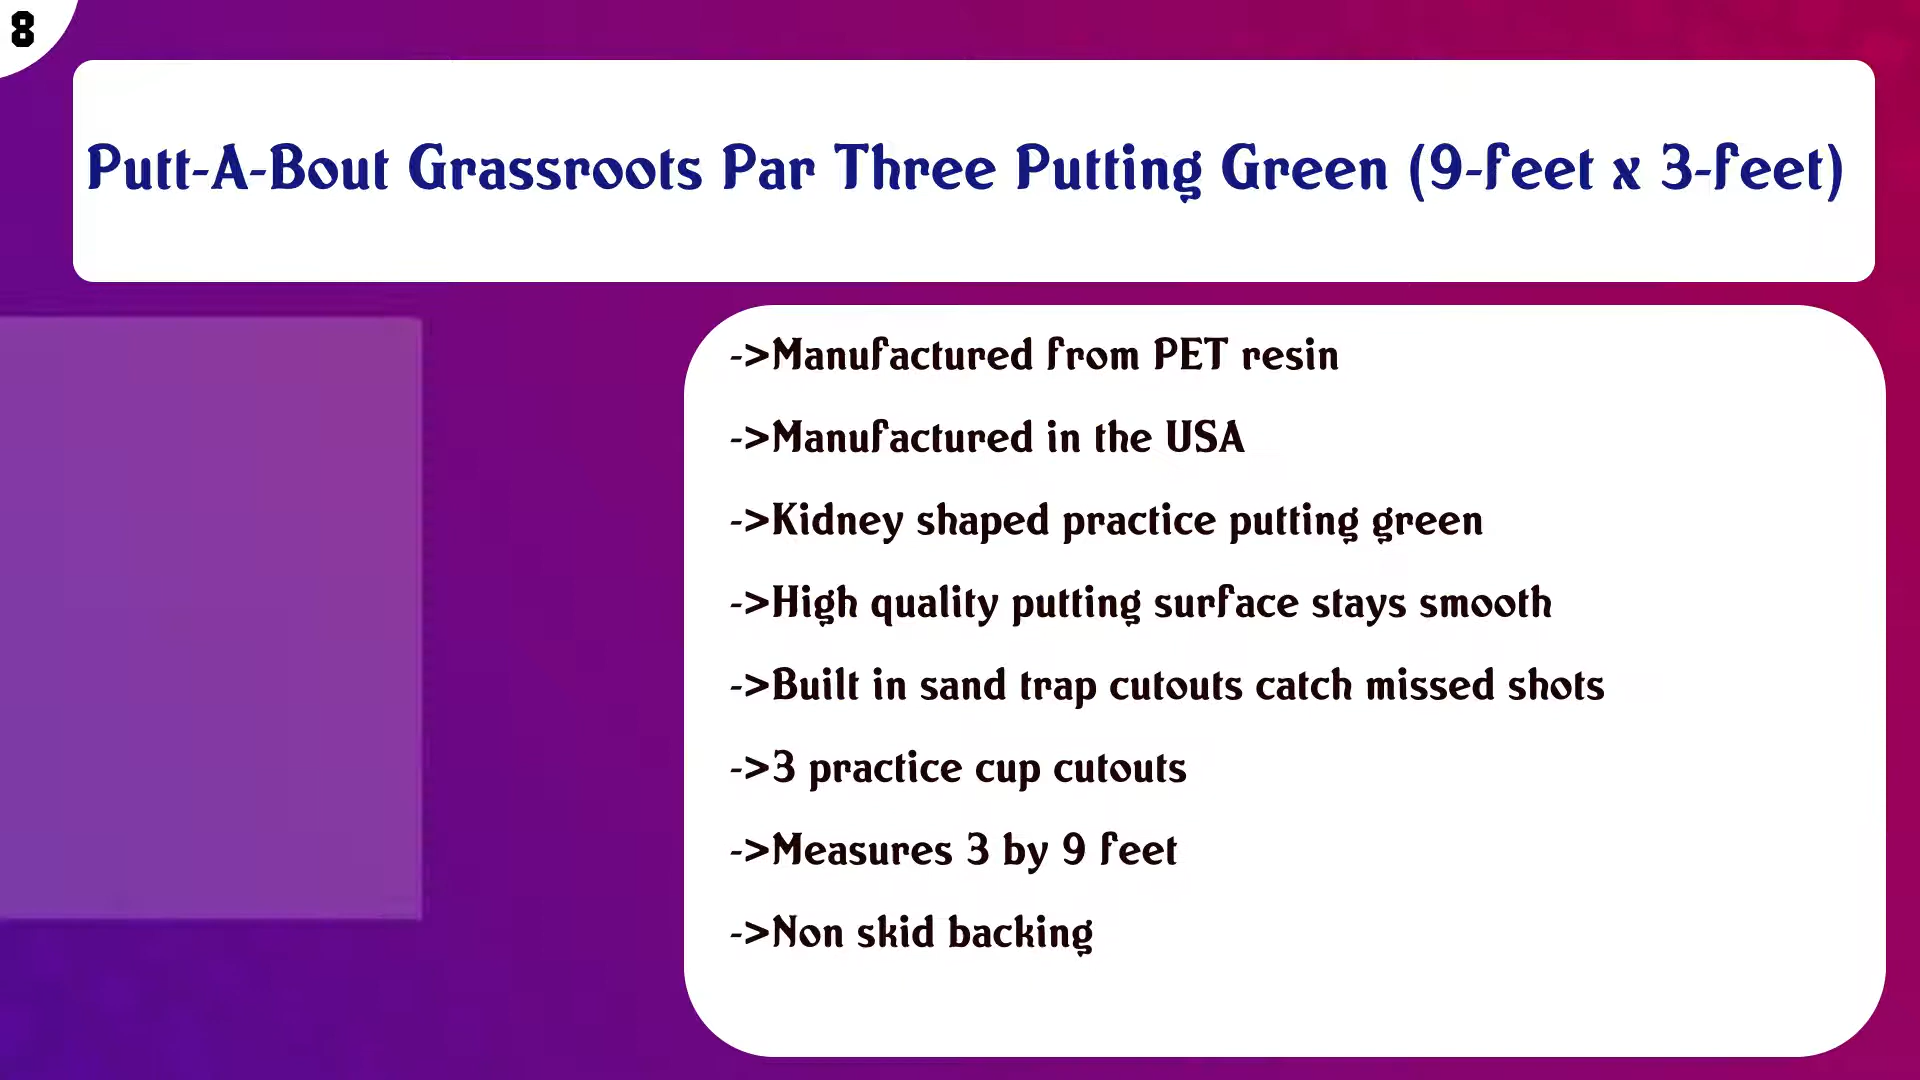 8
Putt-A-Bout Grassroots Par Three Putting Green (9-feet x 3-feet)
->Manufactured from PET resin
->Manufactured in the USA
->Kidney shaped practice putting green
->High quality putting surface stays smooth
->Built in sand trap cutouts catch missed shots
->3 practice cup cutouts
->Measures 3 by 9 feet
->Non skid backing